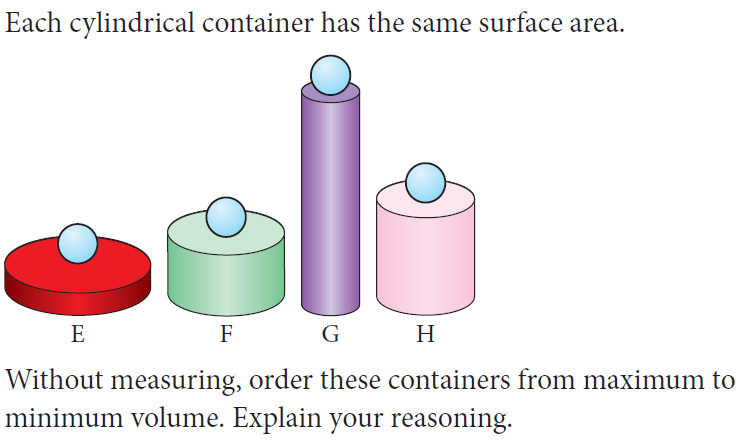 Each cylindrical container has the same surface area.
E F G H
Without measuring, order these containers from maximum to
minimum volume. Explain your reasoning.